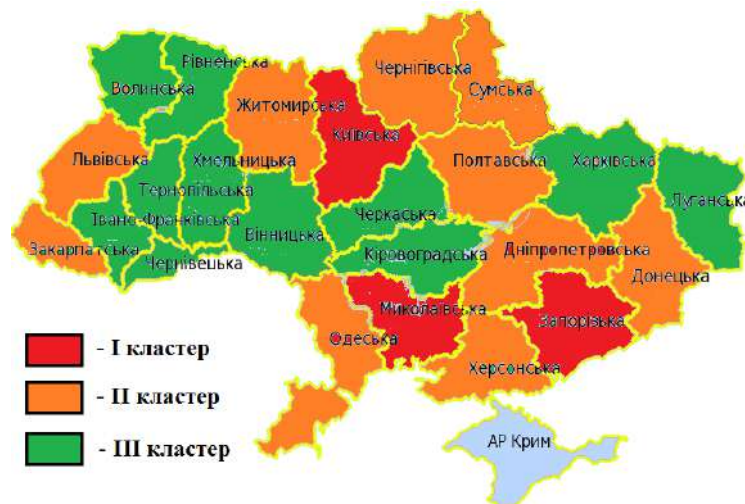 Рівненська
Волинська
Чернігівська
Сумська
Житомирська
Київська
Львівська
Хмельницька
Тернопільська
Полтавська
Харківська
Луганська
Івано-Франківська
Черкаська
Вінницька
Закарпатська
Чернівецька
Кіровоградська
Дніпропетровська
Донецька
Миколаївська
Запорізька
Одеська
Херсонська
АР Крим
- І кластер
- ІІ кластер
- ІІІ кластер